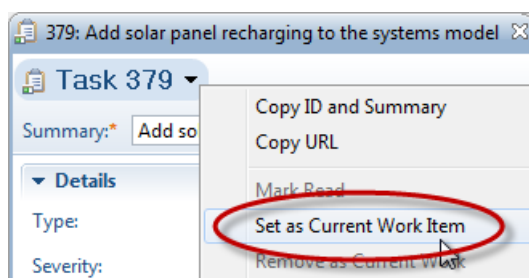 379: Add solar panel recharging to the systems model
Task 379
Summary:* Add so
Copy ID and Summary
Copy URL
Details
Mark Read
Type:
Set as Current Work Item
Severity:
Remove as Current Work